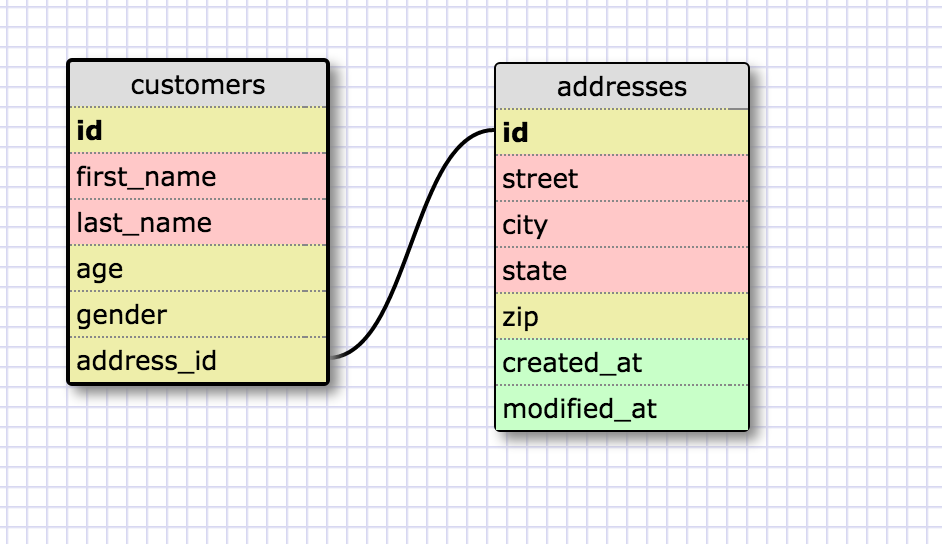 customers
id
first_name
last_name
age
gender
address_id
addresses
id
street
city
state
zip
created_at
modified_at